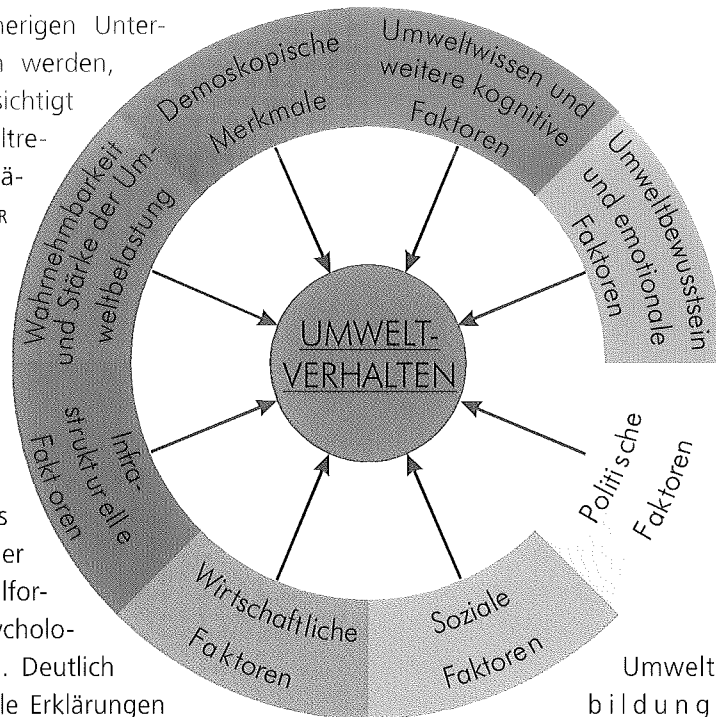 herigen Unter-
n werden,
sichtigt
ltre-
ä-
R
s
er
lfor-
ycholo-
. Deutlich
le Erklärungen
Demoskopische
Merkmale
Umweltwissen und
weitere kognitive
Faktoren
Umweltbewusstsein
und emotionale
Faktoren
Politische
Faktoren
Soziale
Faktoren
Wirtschaftliche
Faktoren
Infra-
strukturelle
Faktoren
Wahrnehmbarkeit
und Stärke der Um-
weltbelastung
UMWELT-
VERHALTEN
Umwelt
bildung